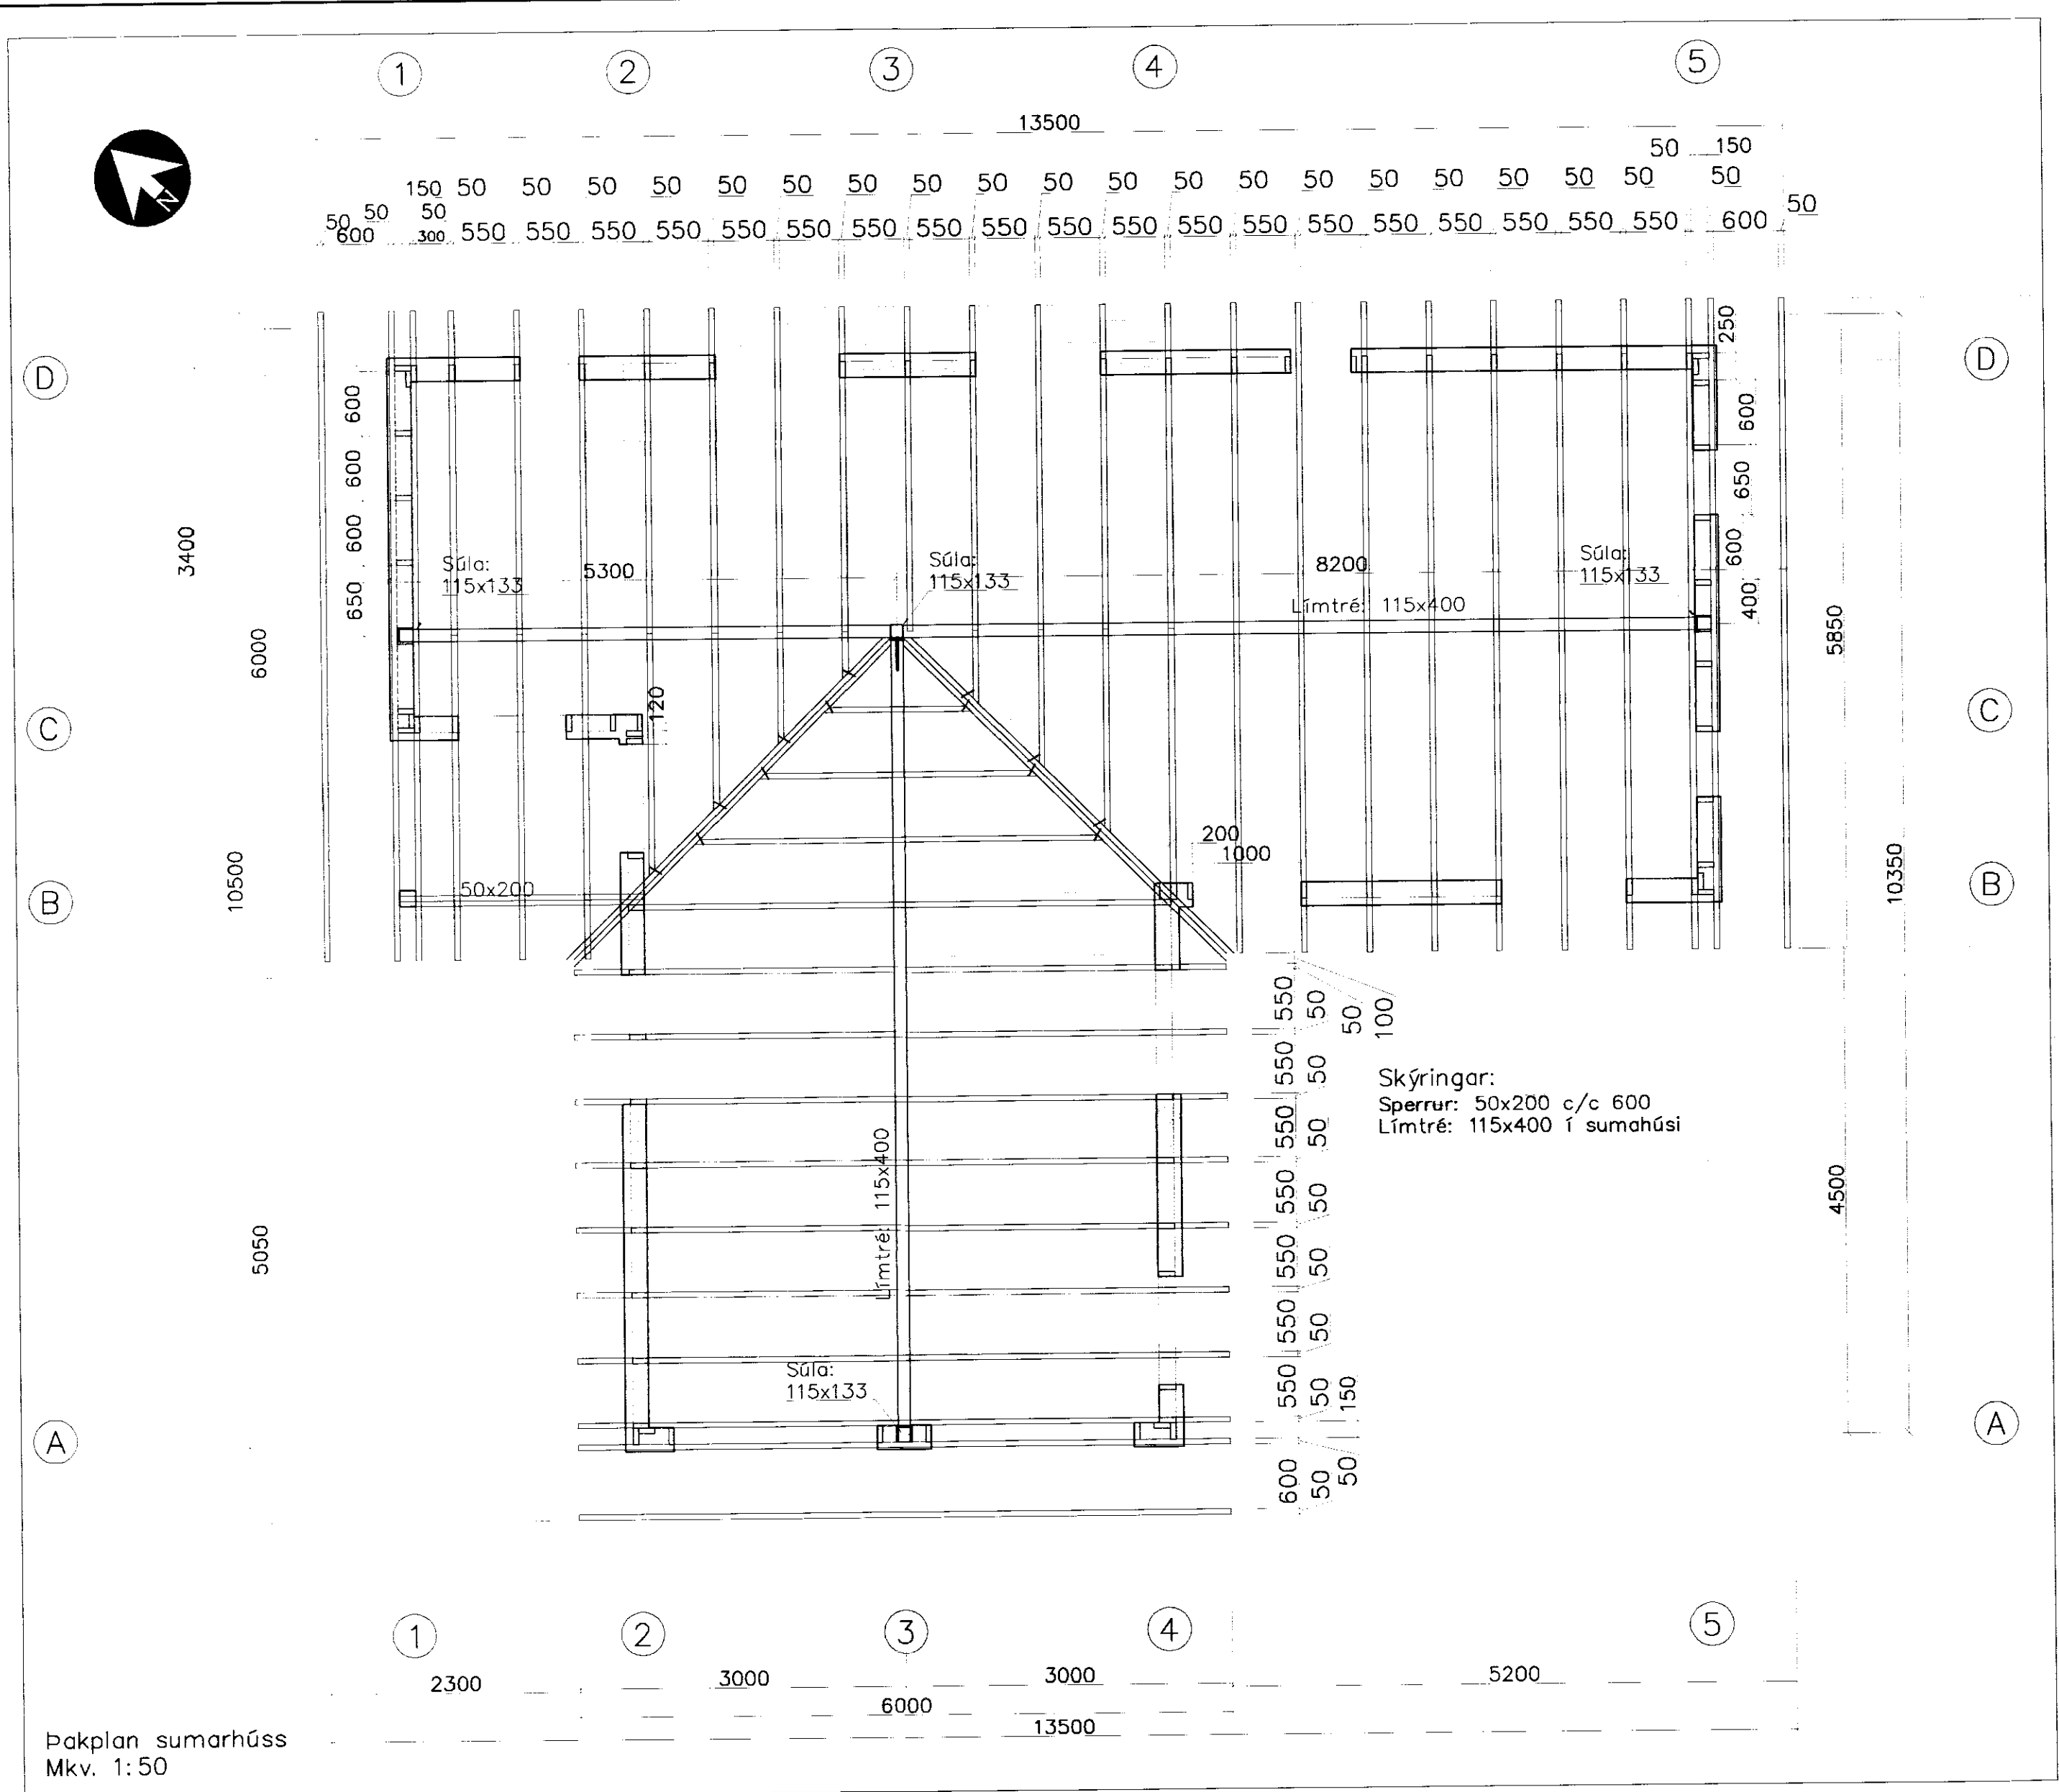 1 2 3 4 5
13500
50 150
150 50 50 50 50 50 50 50 50 50 50 50 50 50 50 50 50 50 50 50 50
50 600 50 50 300 550 550 550 550 550 550 550 550 550 550 550 550 550 550 550 550 550 550 550 600 50
N
D D
250
600 600
600 650
3400
600 600
Súla: 115x133
5300
Súla: 115x133
8200
Súla: 115x133
650 400
Límtré: 115x400
6000 5850
C C
120
200
1000
10500 10350
B B
50x200
550 50 50 100
550 50
Skýringar:
Sperrur: 50x200 c/c 600
Límtré: 115x400 í sumahúsi
550 50
550 50
Límtré: 115x400
4500
5050
550 50
550 50
Súla:
115x133
550 50 150
A A
600 50 50
1 2 3 4 5
2300 3000 3000 5200
6000
13500
Þakplan sumarhúss
Mkv. 1:50